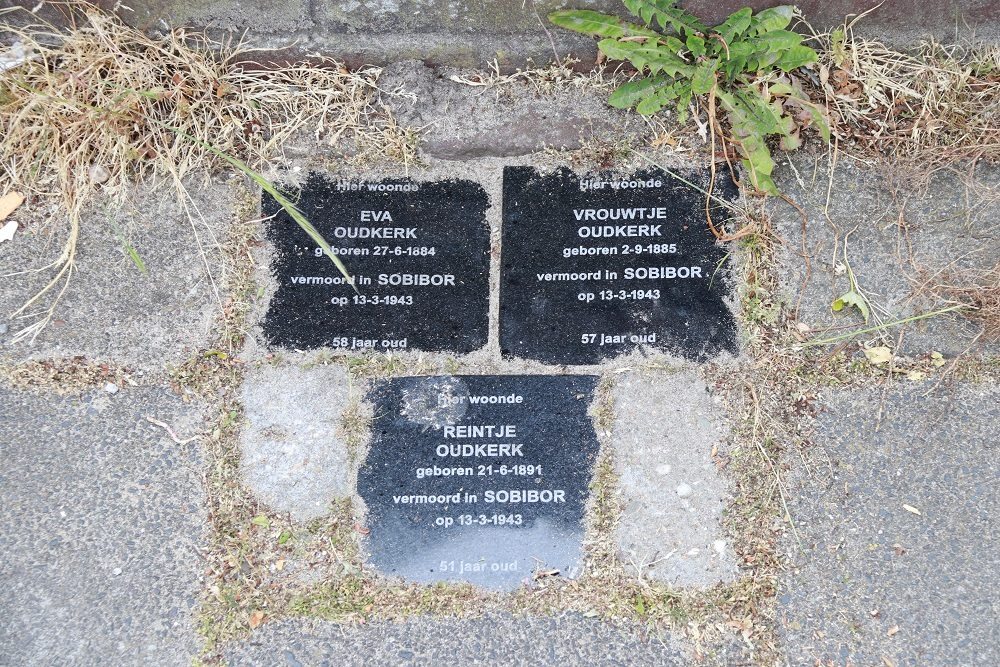 Hier woonde
EVA
OUDKERK
geboren 27-6-1884
vermoord in SOBIBOR
op 13-3-1943
58 jaar oud
Hier woonde
VROUWTJE
OUDKERK
geboren 2-9-1885
vermoord in SOBIBOR
op 13-3-1943
57 jaar oud
Hier woonde
REINTJE
OUDKERK
geboren 21-6-1891
vermoord in SOBIBOR
op 13-3-1943
51 jaar oud